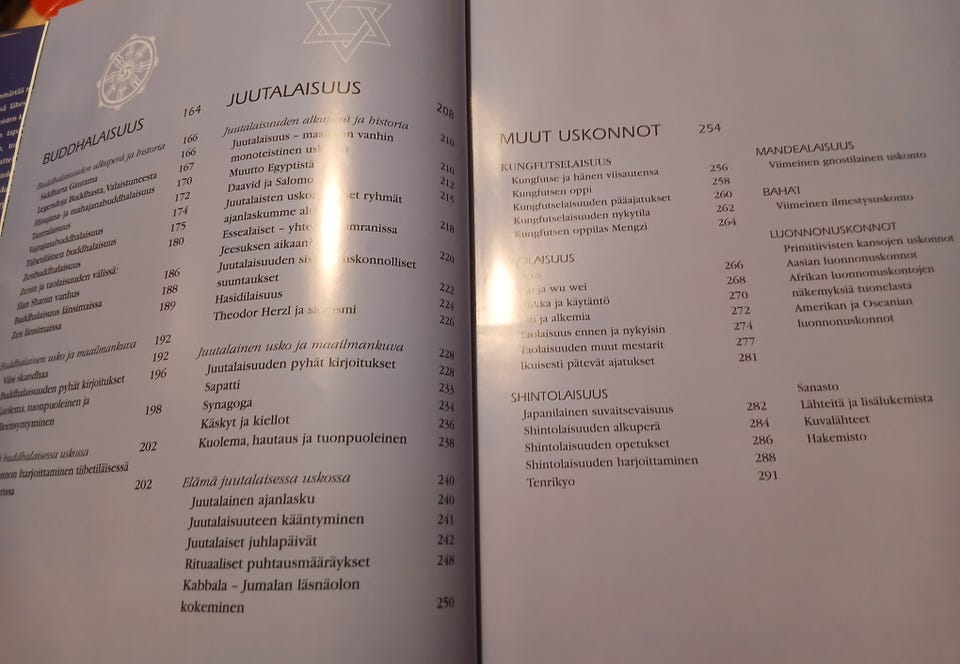 BUDDHALAISUUS 164
Buddhalaisuuden alkuperä ja historia 166
Siddharta Gautama 166
Legendoja Buddhasta, Valaistuneesta 167
Hinajana- ja mahajanabuddhalaisuus 170
Tantralaisuus 172
Vajrajanabuddhalaisuus 174
Tiibetiläinen buddhalaisuus 175
Zenbuddhalaisuus 180
Zenin ja taolaisuuden välissä:
Han Shanin vanhus 186
Buddhalaisuus länsimaissa 188
Zen länsimaissa 189
Buddhalainen usko ja maailmankuva 192
Viisi skandhaa 192
Buddhalaisuuden pyhät kirjoitukset 196
tuonpuoleinen ja
198
buddhalaisessa uskossa 202
harjoittaminen tiibetiläisessä
202
JUUTALAISUUS 208
Juutalaisuuden alkuperä ja historia 210
Juutalaisuus – vanhin
monoteistinen 210
Muutto Egyptistä 212
Daavid ja Salomo 215
Juutalaisten ryhmät
ajanlaskumme 218
Essealaiset –
Jeesuksen aikaan? 220
Juutalaisuuden uskonnolliset
suuntaukset 222
Hasidilaisuus 224
Theodor Herzl ja 226
Juutalainen usko ja maailmankuva 228
Juutalaisuuden pyhät kirjoitukset 228
Sapatti 233
Synagoga 234
Käskyt ja kiellot 236
Kuolema, hautaus ja tuonpuoleinen 238
Elämä juutalaisessa uskossa 240
Juutalainen ajanlasku 240
Juutalaisuuteen kääntyminen 241
Juutalaiset juhlapäivät 242
Rituaaliset puhtausmääräykset 248
Kabbala – Jumalan läsnäolon
kokeminen 250
MUUT USKONNOT 254
KUNGFUTSELAISUUS
Kungfutse ja hänen viisautensa 256
Kungfutsen oppi 258
Kungfutselaisuuden pääajatukset 260
Kungfutselaisuuden nykytila 262
Kungfutsen oppilas Mengzi 264
TAOLAISUUS
266
ja wu wei 268
ja käytäntö 270
ja alkemia 272
Taolaisuus ennen ja nykyisin 274
Taolaisuuden muut mestarit 277
Ikuisesti pätevät ajatukset 281
SHINTOLAISUUS
Japanilainen suvaitsevaisuus 282
Shintolaisuuden alkuperä 284
Shintolaisuuden opetukset 286
Shintolaisuuden harjoittaminen 288
Tenrikyo 291
MANDEALAISUUS
Viimeinen gnostilainen uskonto
BAHA'I
Viimeinen ilmestysuskonto
LUONNONUSKONNOT
Primitiivisten kansojen uskonnot
Aasian luonnonuskonnot
Afrikan luonnonuskontojen
näkemyksiä tuonelasta
Amerikan ja Oseanian
luonnonuskonnot
Sanasto
Lähteitä ja lisälukemista
Kuvalähteet
Hakemisto